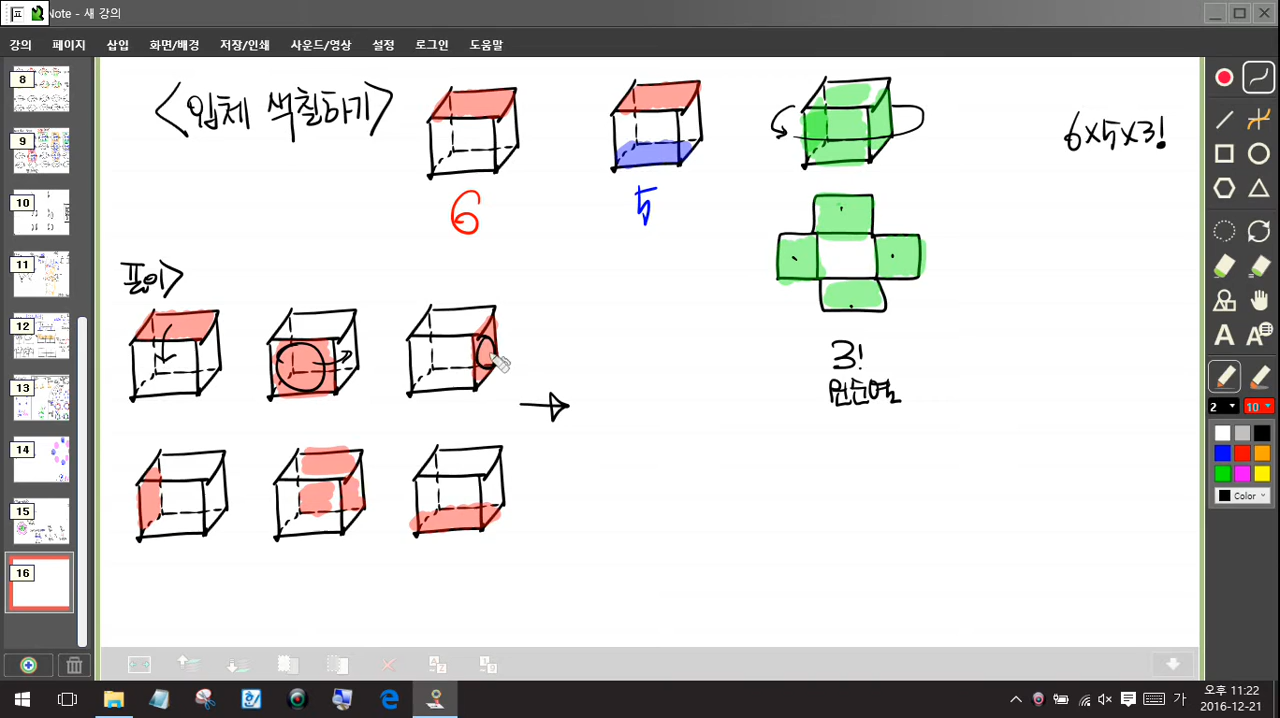 Note - 새 강의
강의 페이지 삽입 화면/배경 저장/인쇄 사운드/영상 설정 로그인 도움말
8
9
10
11
12
13
14
15
16
<입체 색칠하기>
6
5
6x5x3!
풀이>
3!
원순열
2
10
Color
가
오후 11:22
2016-12-21